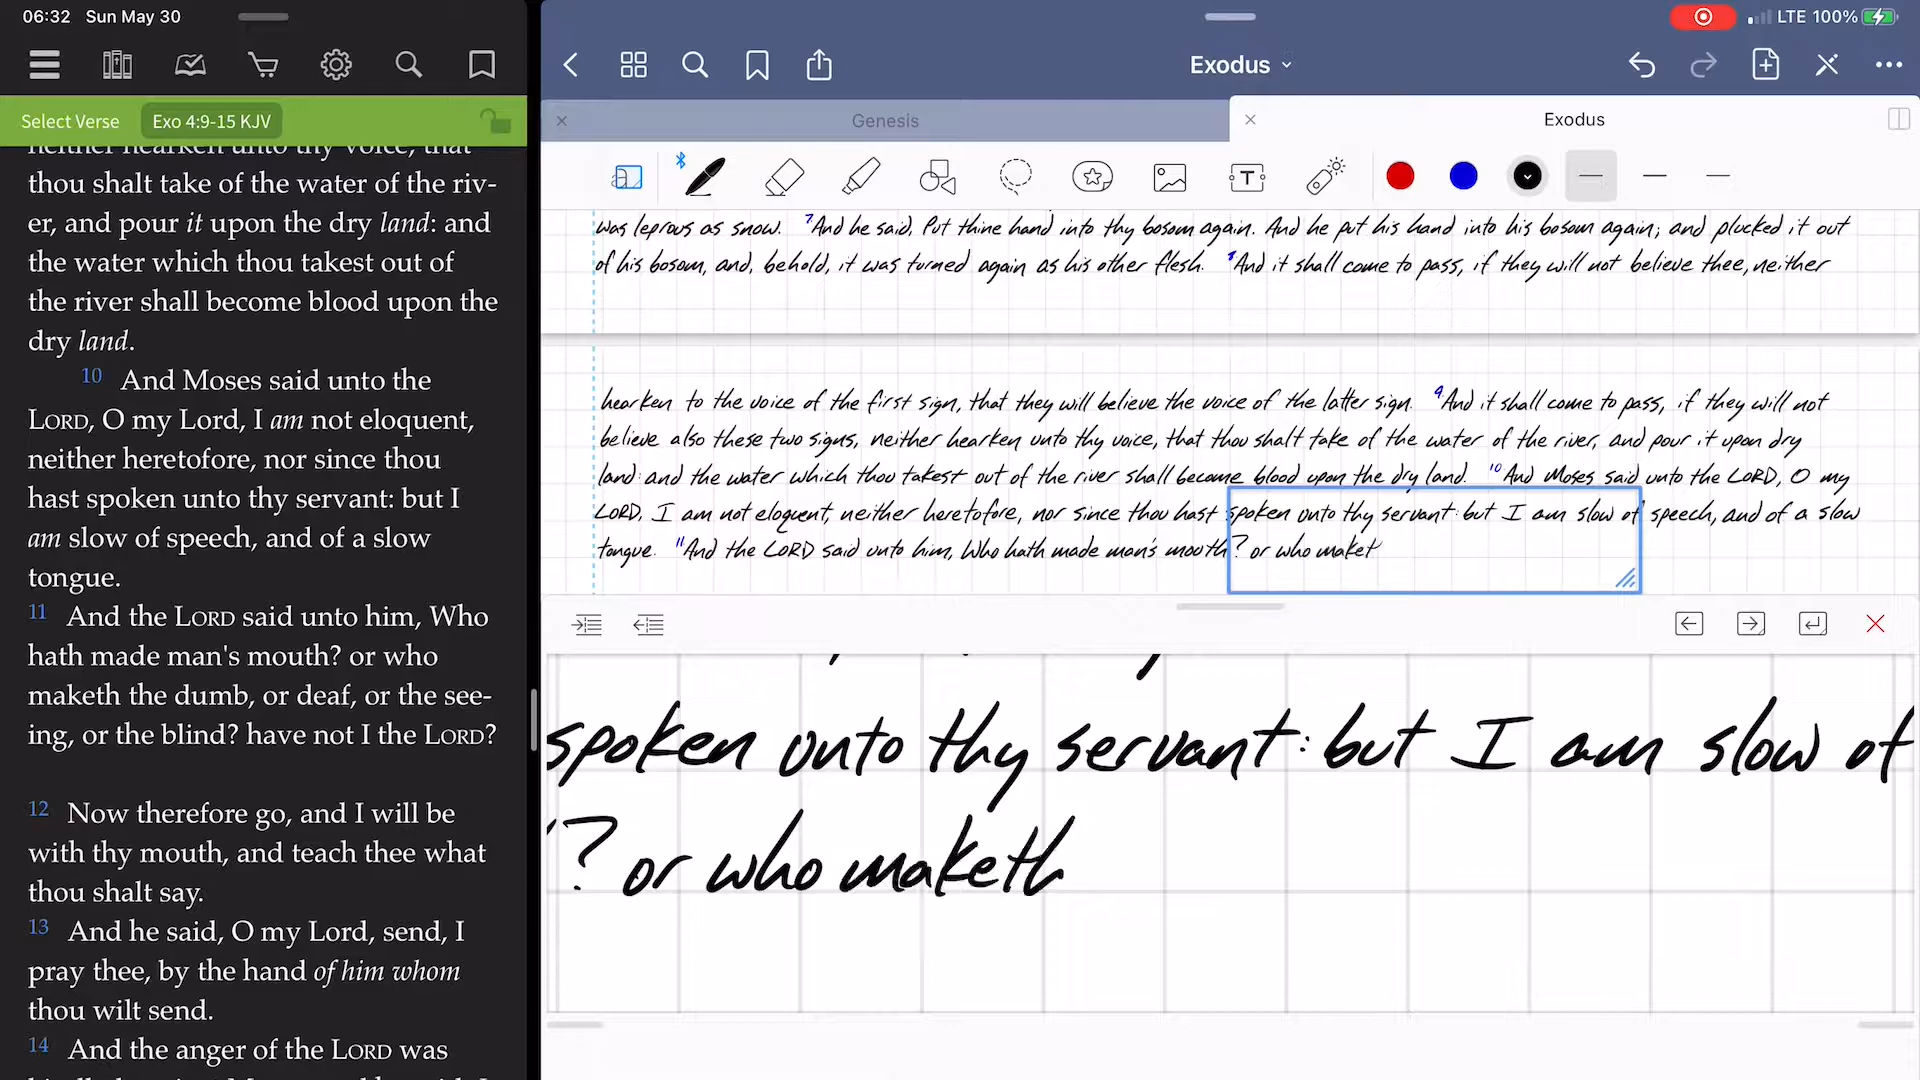 06:32 Sun May 30
LTE 100%
Select Verse Exo 4:9-15 KJV
neither hearken unto thy voice, that
thou shalt take of the water of the riv-
er, and pour it upon the dry land: and
the water which thou takest out of
the river shall become blood upon the
dry land.
10 And Moses said unto the
LORD, O my Lord, I am not eloquent,
neither heretofore, nor since thou
hast spoken unto thy servant: but I
am slow of speech, and of a slow
tongue.
11 And the LORD said unto him, Who
hath made man's mouth? or who
maketh the dumb, or deaf, or the see-
ing, or the blind? have not I the LORD?
12 Now therefore go, and I will be
with thy mouth, and teach thee what
thou shalt say.
13 And he said, O my Lord, send, I
pray thee, by the hand of him whom
thou wilt send.
14 And the anger of the LORD was
Exodus
Genesis
Exodus
was leprous as snow. 7 And he said, Put thine hand into thy bosom again. And he put his hand into his bosom again; and plucked it out
of his bosom, and, behold, it was turned again as his other flesh. 8 And it shall come to pass, if they will not believe thee, neither
hearken to the voice of the first sign, that they will believe the voice of the latter sign. 9 And it shall come to pass, if they will not
believe also these two signs, neither hearken unto thy voice, that thou shalt take of the water of the river, and pour it upon dry
land: and the water which thou takest out of the river shall become blood upon the dry land. 10 And Moses said unto the LORD, O my
LORD, I am not eloquent, neither heretofore, nor since thou hast spoken unto thy servant: but I am slow of speech, and of a slow
tongue. 11 And the LORD said unto him, Who hath made man's mouth? or who maket
spoken unto thy servant: but I am slow of
? or who maketh